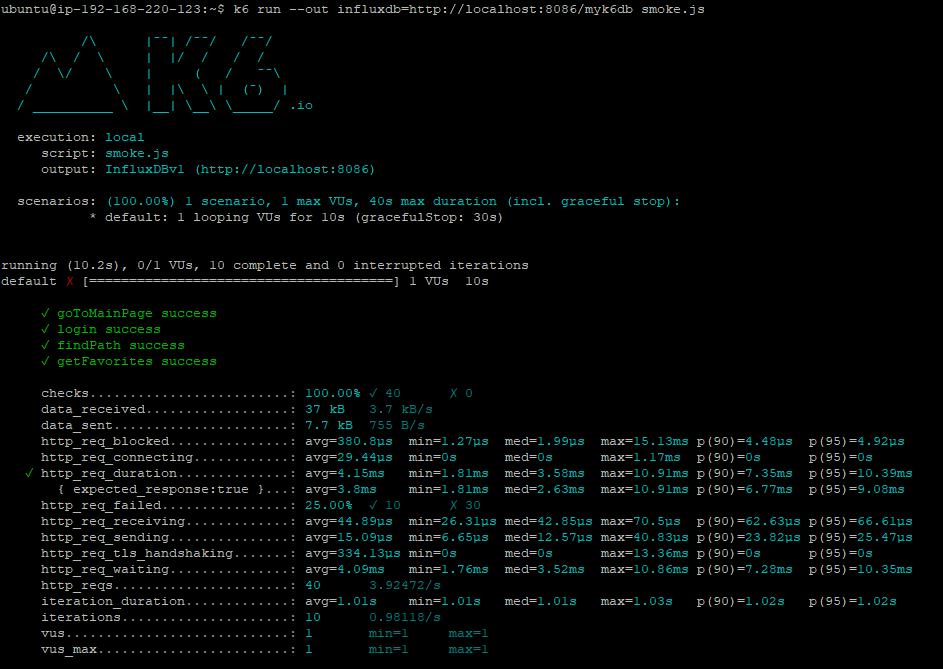 ubuntu@ip-192-168-220-123:~$ k6 run --out influxdb=http://localhost:8086/myk6db smoke.js
          /\      |‾‾| /‾‾/   /‾‾/
     /\  /  \     |  |/  /   /  /
    /  \/    \    |     (   /   ‾‾\
   /          \   |  |\  \ |  (‾)  |
  / __________ \  |__| \__\ \_____/ .io
  execution: local
     script: smoke.js
     output: InfluxDBv1 (http://localhost:8086)
  scenarios: (100.00%) 1 scenario, 1 max VUs, 40s max duration (incl. graceful stop):
           * default: 1 looping VUs for 10s (gracefulStop: 30s)
running (10.2s), 0/1 VUs, 10 complete and 0 interrupted iterations
default ✗ [======================================] 1 VUs  10s
     ✓ goToMainPage success
     ✓ login success
     ✓ findPath success
     ✓ getFavorites success
     checks.........................: 100.00% ✓ 40      ✗ 0
     data_received..................: 37 kB   3.7 kB/s
     data_sent......................: 7.7 kB  755 B/s
     http_req_blocked...............: avg=380.8µs  min=1.27µs  med=1.99µs  max=15.13ms p(90)=4.48µs  p(95)=4.92µs
     http_req_connecting............: avg=29.44µs  min=0s      med=0s      max=1.17ms  p(90)=0s      p(95)=0s
   ✓ http_req_duration..............: avg=4.15ms   min=1.81ms  med=3.58ms  max=10.91ms p(90)=7.35ms  p(95)=10.39ms
       { expected_response:true }...: avg=3.8ms    min=1.81ms  med=2.63ms  max=10.91ms p(90)=6.77ms  p(95)=9.08ms
     http_req_failed................: 25.00%  ✓ 10      ✗ 30
     http_req_receiving.............: avg=44.89µs  min=26.31µs med=42.85µs max=70.5µs  p(90)=62.63µs p(95)=66.61µs
     http_req_sending...............: avg=15.09µs  min=6.65µs  med=12.57µs max=40.83µs p(90)=23.82µs p(95)=25.47µs
     http_req_tls_handshaking.......: avg=334.13µs min=0s      med=0s      max=13.36ms p(90)=0s      p(95)=0s
     http_req_waiting...............: avg=4.09ms   min=1.76ms  med=3.52ms  max=10.86ms p(90)=7.28ms  p(95)=10.35ms
     http_reqs......................: 40      3.92472/s
     iteration_duration.............: avg=1.01s    min=1.01s   med=1.01s   max=1.03s   p(90)=1.02s   p(95)=1.02s
     iterations.....................: 10      0.98118/s
     vus............................: 1       min=1     max=1
     vus_max........................: 1       min=1     max=1